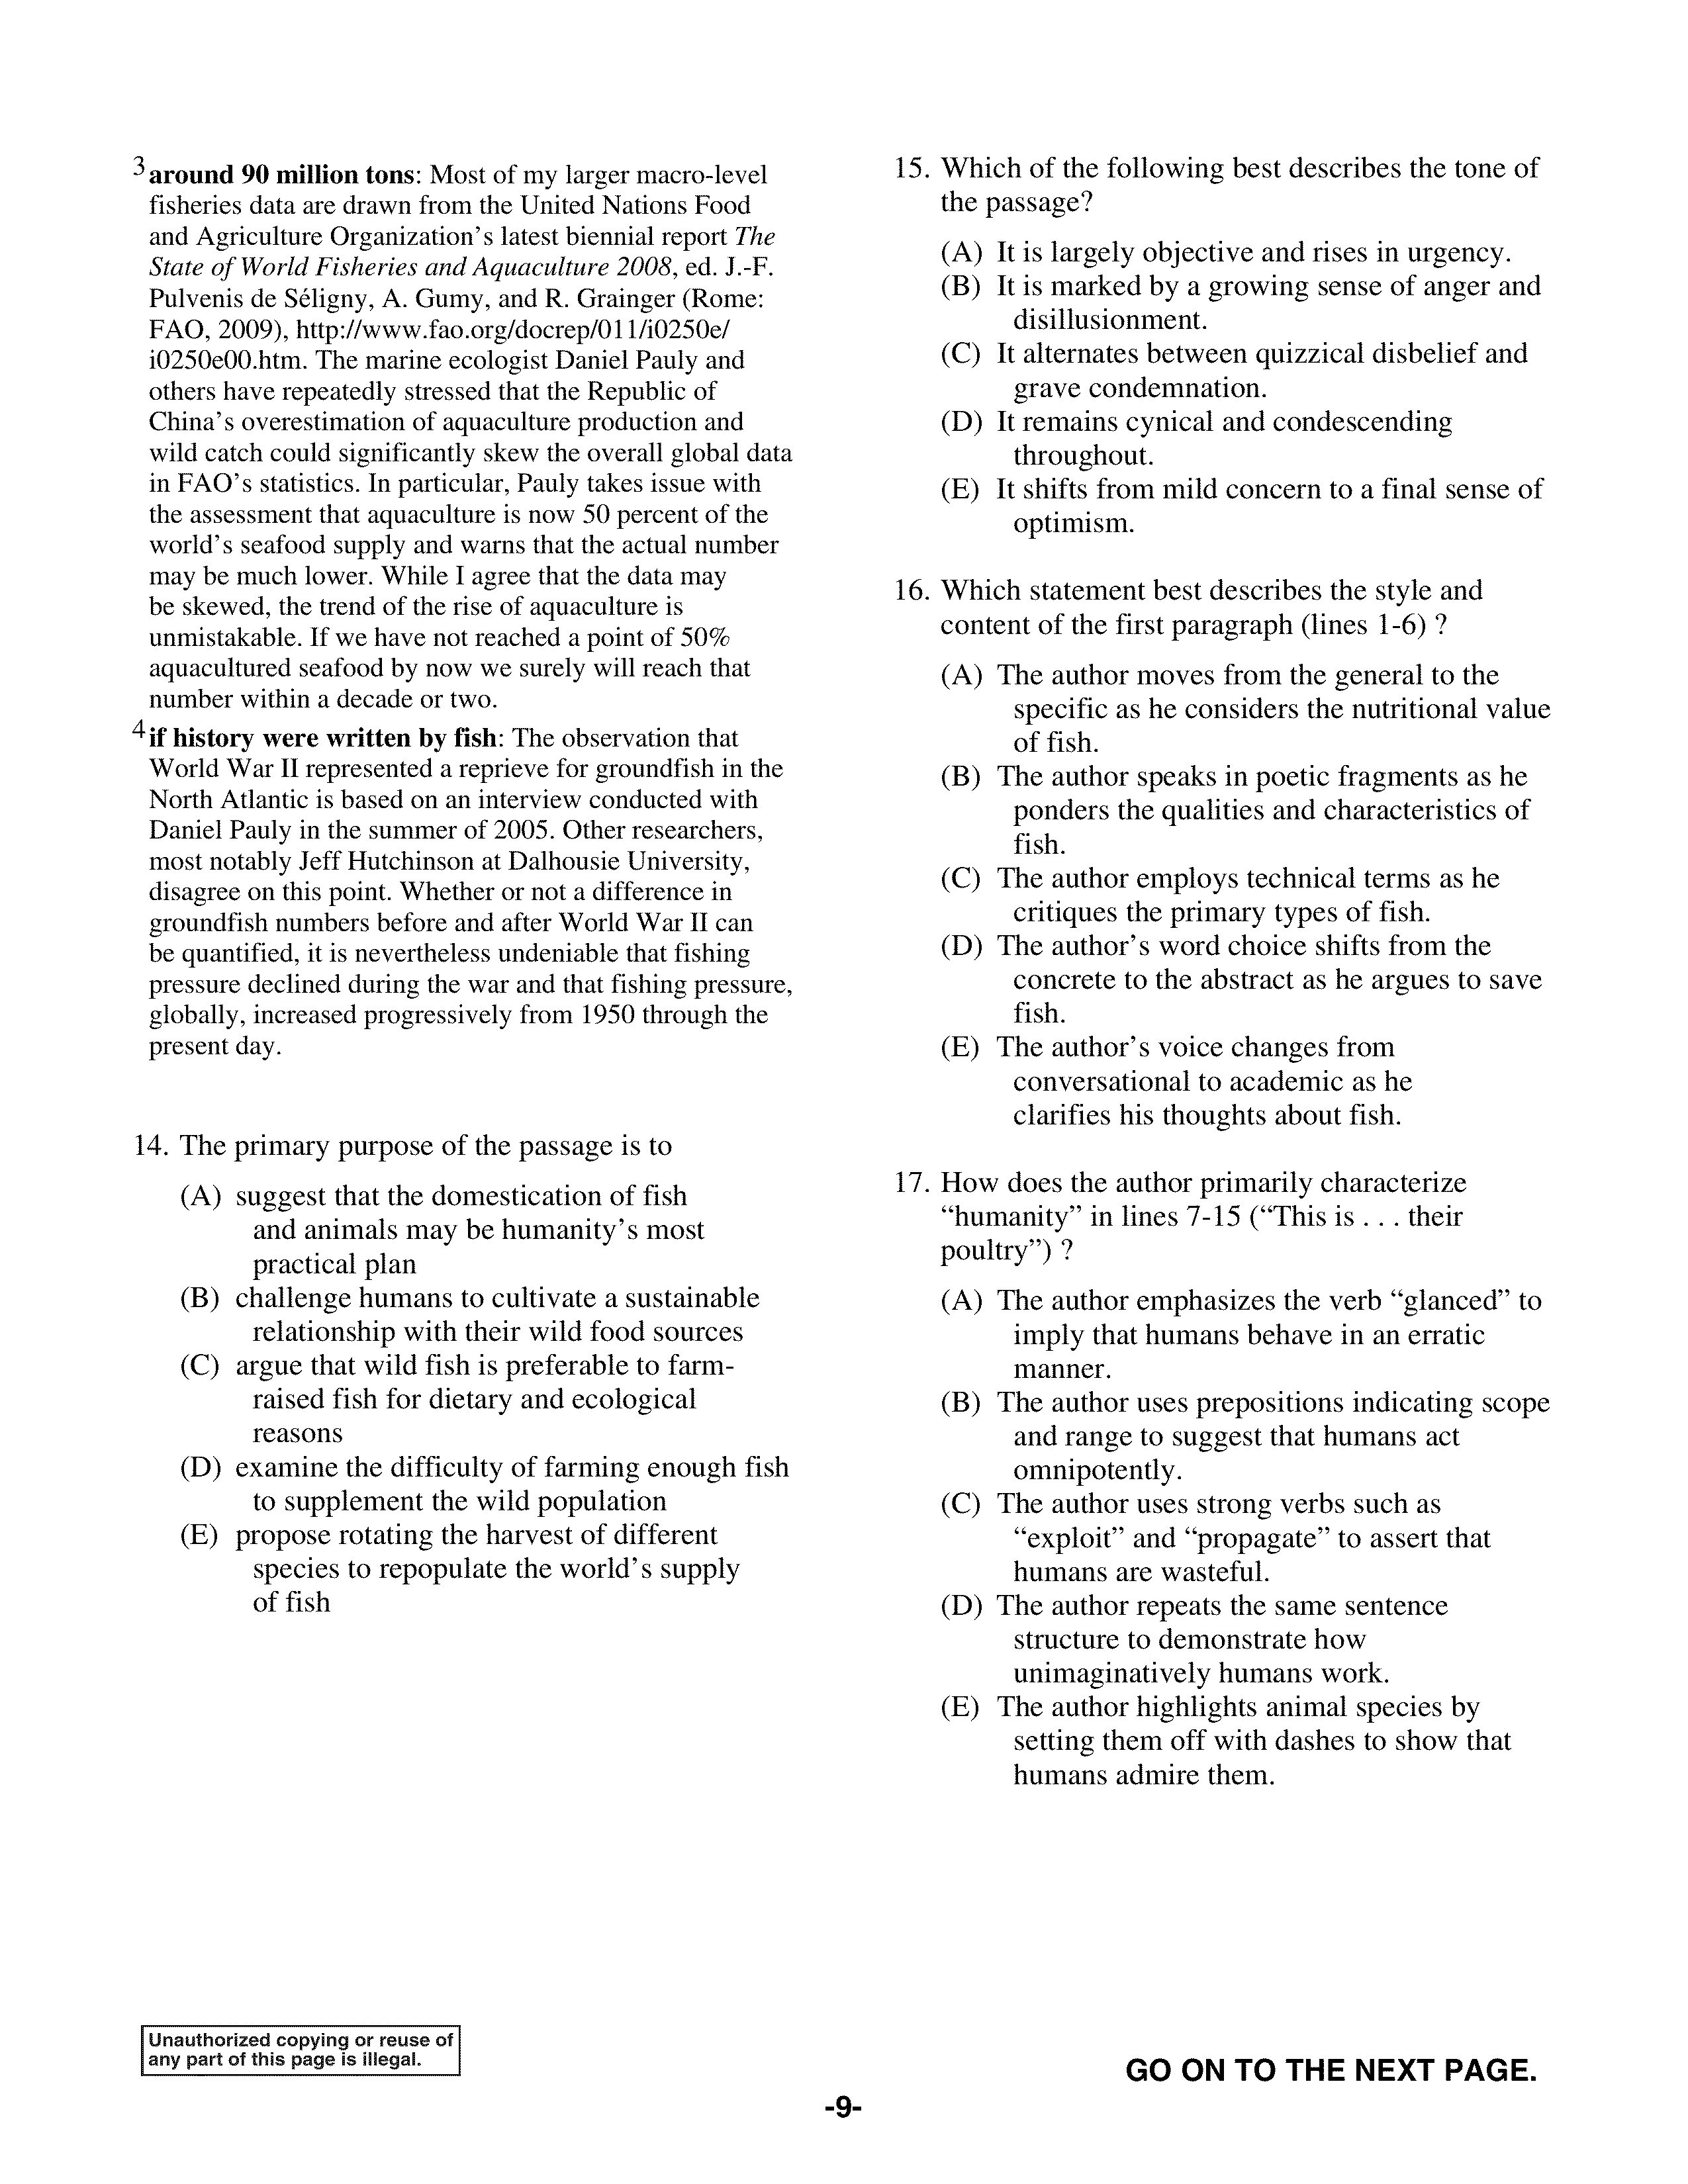 3 around 90 million tons: Most of my larger macro-level
fisheries data are drawn from the United Nations Food
and Agriculture Organization's latest biennial report The
State of World Fisheries and Aquaculture 2008, ed. J.-F.
Pulvenis de Séligny, A. Gumy, and R. Grainger (Rome:
FAO, 2009), http://www.fao.org/docrep/011/i0250e/
i0250e00.htm. The marine ecologist Daniel Pauly and
others have repeatedly stressed that the Republic of
China's overestimation of aquaculture production and
wild catch could significantly skew the overall global data
in FAO's statistics. In particular, Pauly takes issue with
the assessment that aquaculture is now 50 percent of the
world's seafood supply and warns that the actual number
may be much lower. While I agree that the data may
be skewed, the trend of the rise of aquaculture is
unmistakable. If we have not reached a point of 50%
aquacultured seafood by now we surely will reach that
number within a decade or two.
4 if history were written by fish: The observation that
World War II represented a reprieve for groundfish in the
North Atlantic is based on an interview conducted with
Daniel Pauly in the summer of 2005. Other researchers,
most notably Jeff Hutchinson at Dalhousie University,
disagree on this point. Whether or not a difference in
groundfish numbers before and after World War II can
be quantified, it is nevertheless undeniable that fishing
pressure declined during the war and that fishing pressure,
globally, increased progressively from 1950 through the
present day.
14. The primary purpose of the passage is to
(A) suggest that the domestication of fish
and animals may be humanity's most
practical plan
(B) challenge humans to cultivate a sustainable
relationship with their wild food sources
(C) argue that wild fish is preferable to farm-
raised fish for dietary and ecological
reasons
(D) examine the difficulty of farming enough fish
to supplement the wild population
(E) propose rotating the harvest of different
species to repopulate the world's supply
of fish
15. Which of the following best describes the tone of
the passage?
(A) It is largely objective and rises in urgency.
(B) It is marked by a growing sense of anger and
disillusionment.
(C) It alternates between quizzical disbelief and
grave condemnation.
(D) It remains cynical and condescending
throughout.
(E) It shifts from mild concern to a final sense of
optimism.
16. Which statement best describes the style and
content of the first paragraph (lines 1-6) ?
(A) The author moves from the general to the
specific as he considers the nutritional value
of fish.
(B) The author speaks in poetic fragments as he
ponders the qualities and characteristics of
fish.
(C) The author employs technical terms as he
critiques the primary types of fish.
(D) The author's word choice shifts from the
concrete to the abstract as he argues to save
fish.
(E) The author's voice changes from
conversational to academic as he
clarifies his thoughts about fish.
17. How does the author primarily characterize
"humanity" in lines 7-15 ("This is . . . their
poultry") ?
(A) The author emphasizes the verb "glanced" to
imply that humans behave in an erratic
manner.
(B) The author uses prepositions indicating scope
and range to suggest that humans act
omnipotently.
(C) The author uses strong verbs such as
"exploit" and "propagate" to assert that
humans are wasteful.
(D) The author repeats the same sentence
structure to demonstrate how
unimaginatively humans work.
(E) The author highlights animal species by
setting them off with dashes to show that
humans admire them.
Unauthorized copying or reuse of
any part of this page is illegal.
GO ON TO THE NEXT PAGE.
-9-